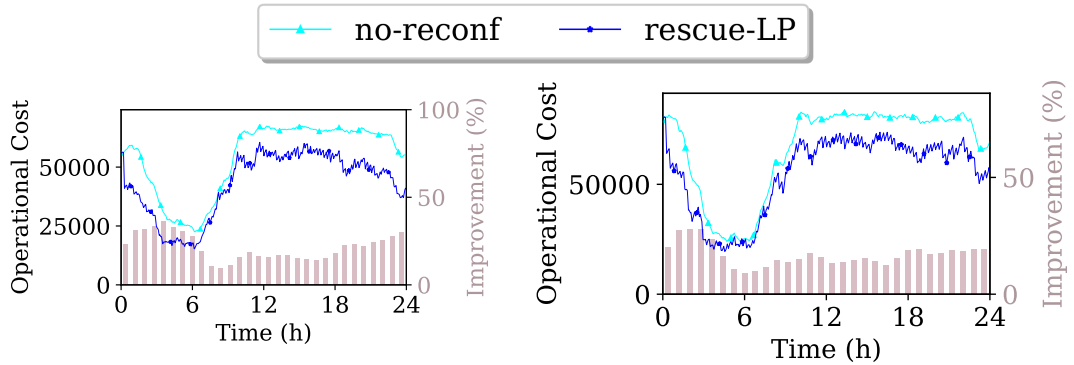 no-reconf rescue-LP
Operational Cost
50000
25000
0
0 6 12 18 24
Time (h)
100
50
0
Improvement (%)
Operational Cost
50000
0
0 6 12 18 24
Time (h)
50
0
Improvement (%)